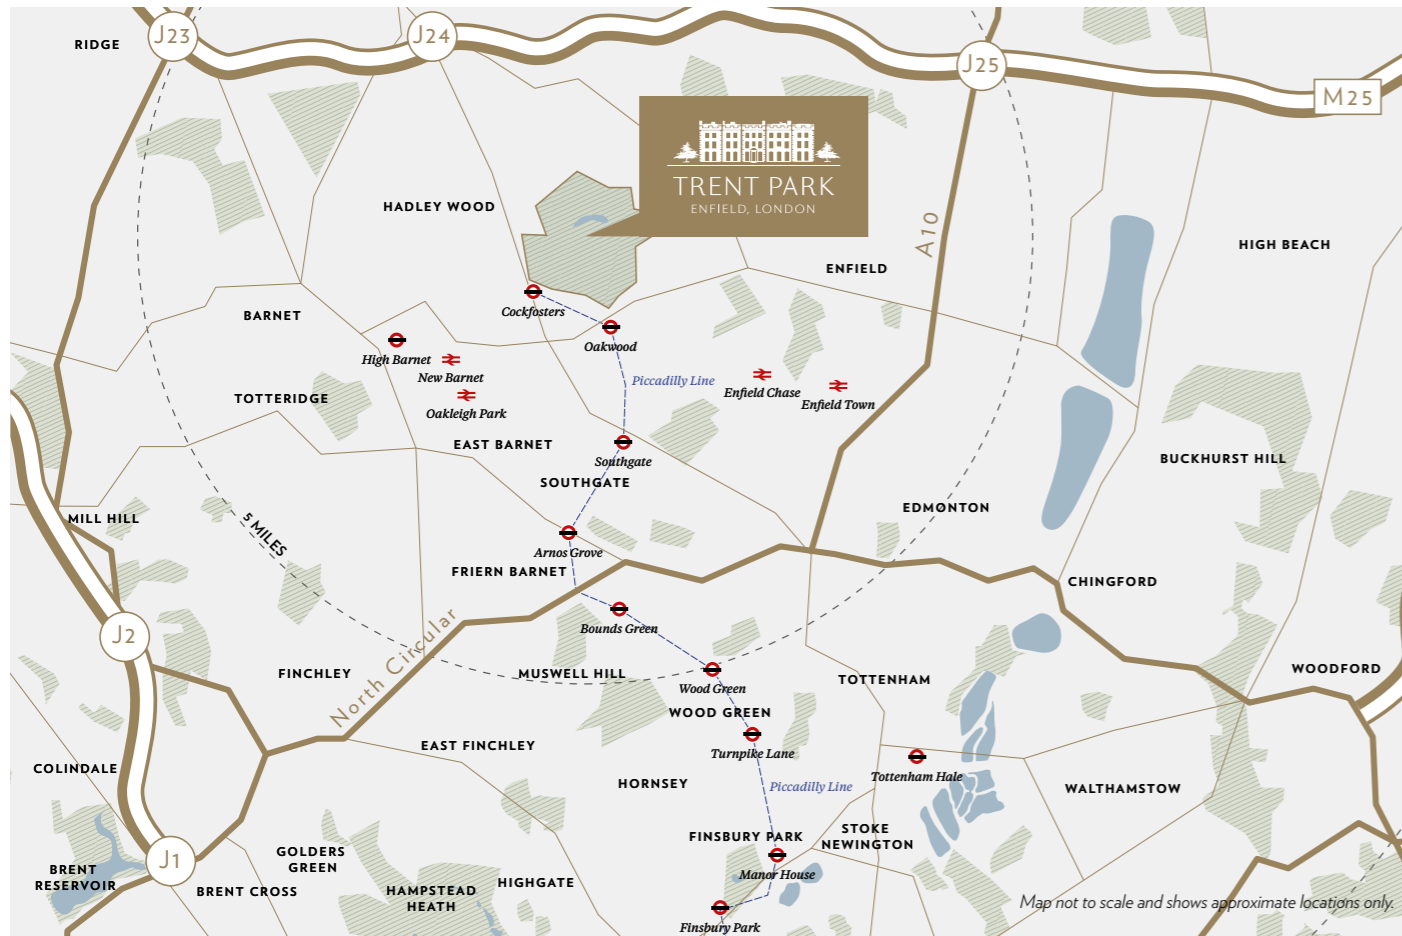 J23
J24
RIDGE
J25
M25
TRENT PARK
ENFIELD, LONDON
HADLEY WOOD
A10
HIGH BEACH
ENFIELD
Cockfosters
BARNET
Oakwood
High Barnet
New Barnet
Piccadilly Line
Enfield Chase
Enfield Town
TOTTERIDGE
Oakleigh Park
EAST BARNET
Southgate
BUCKHURST HILL
SOUTHGATE
EDMONTON
MILL HILL
5 MILES
Arnos Grove
FRIERN BARNET
CHINGFORD
Bounds Green
J2
North Circular
FINCHLEY
MUSWELL HILL
WOODFORD
TOTTENHAM
Wood Green
WOOD GREEN
EAST FINCHLEY
Turnpike Lane
COLINDALE
Tottenham Hale
HORNSEY
Piccadilly Line
WALTHAMSTOW
FINSBURY PARK
STOKE
NEWINGTON
J1
GOLDERS
GREEN
BRENT
RESERVOIR
BRENT CROSS
HAMPSTEAD
HEATH
HIGHGATE
Manor House
Finsbury Park
Map not to scale and shows approximate locations only.